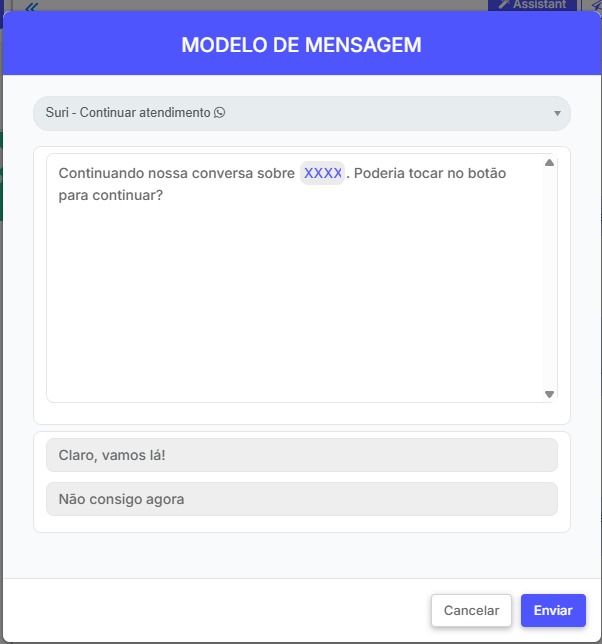 Assistant
MODELO DE MENSAGEM
Suri - Continuar atendimento
Continuando nossa conversa sobre XXXX. Poderia tocar no botão
para continuar?
Claro, vamos lá!
Não consigo agora
Cancelar
Enviar